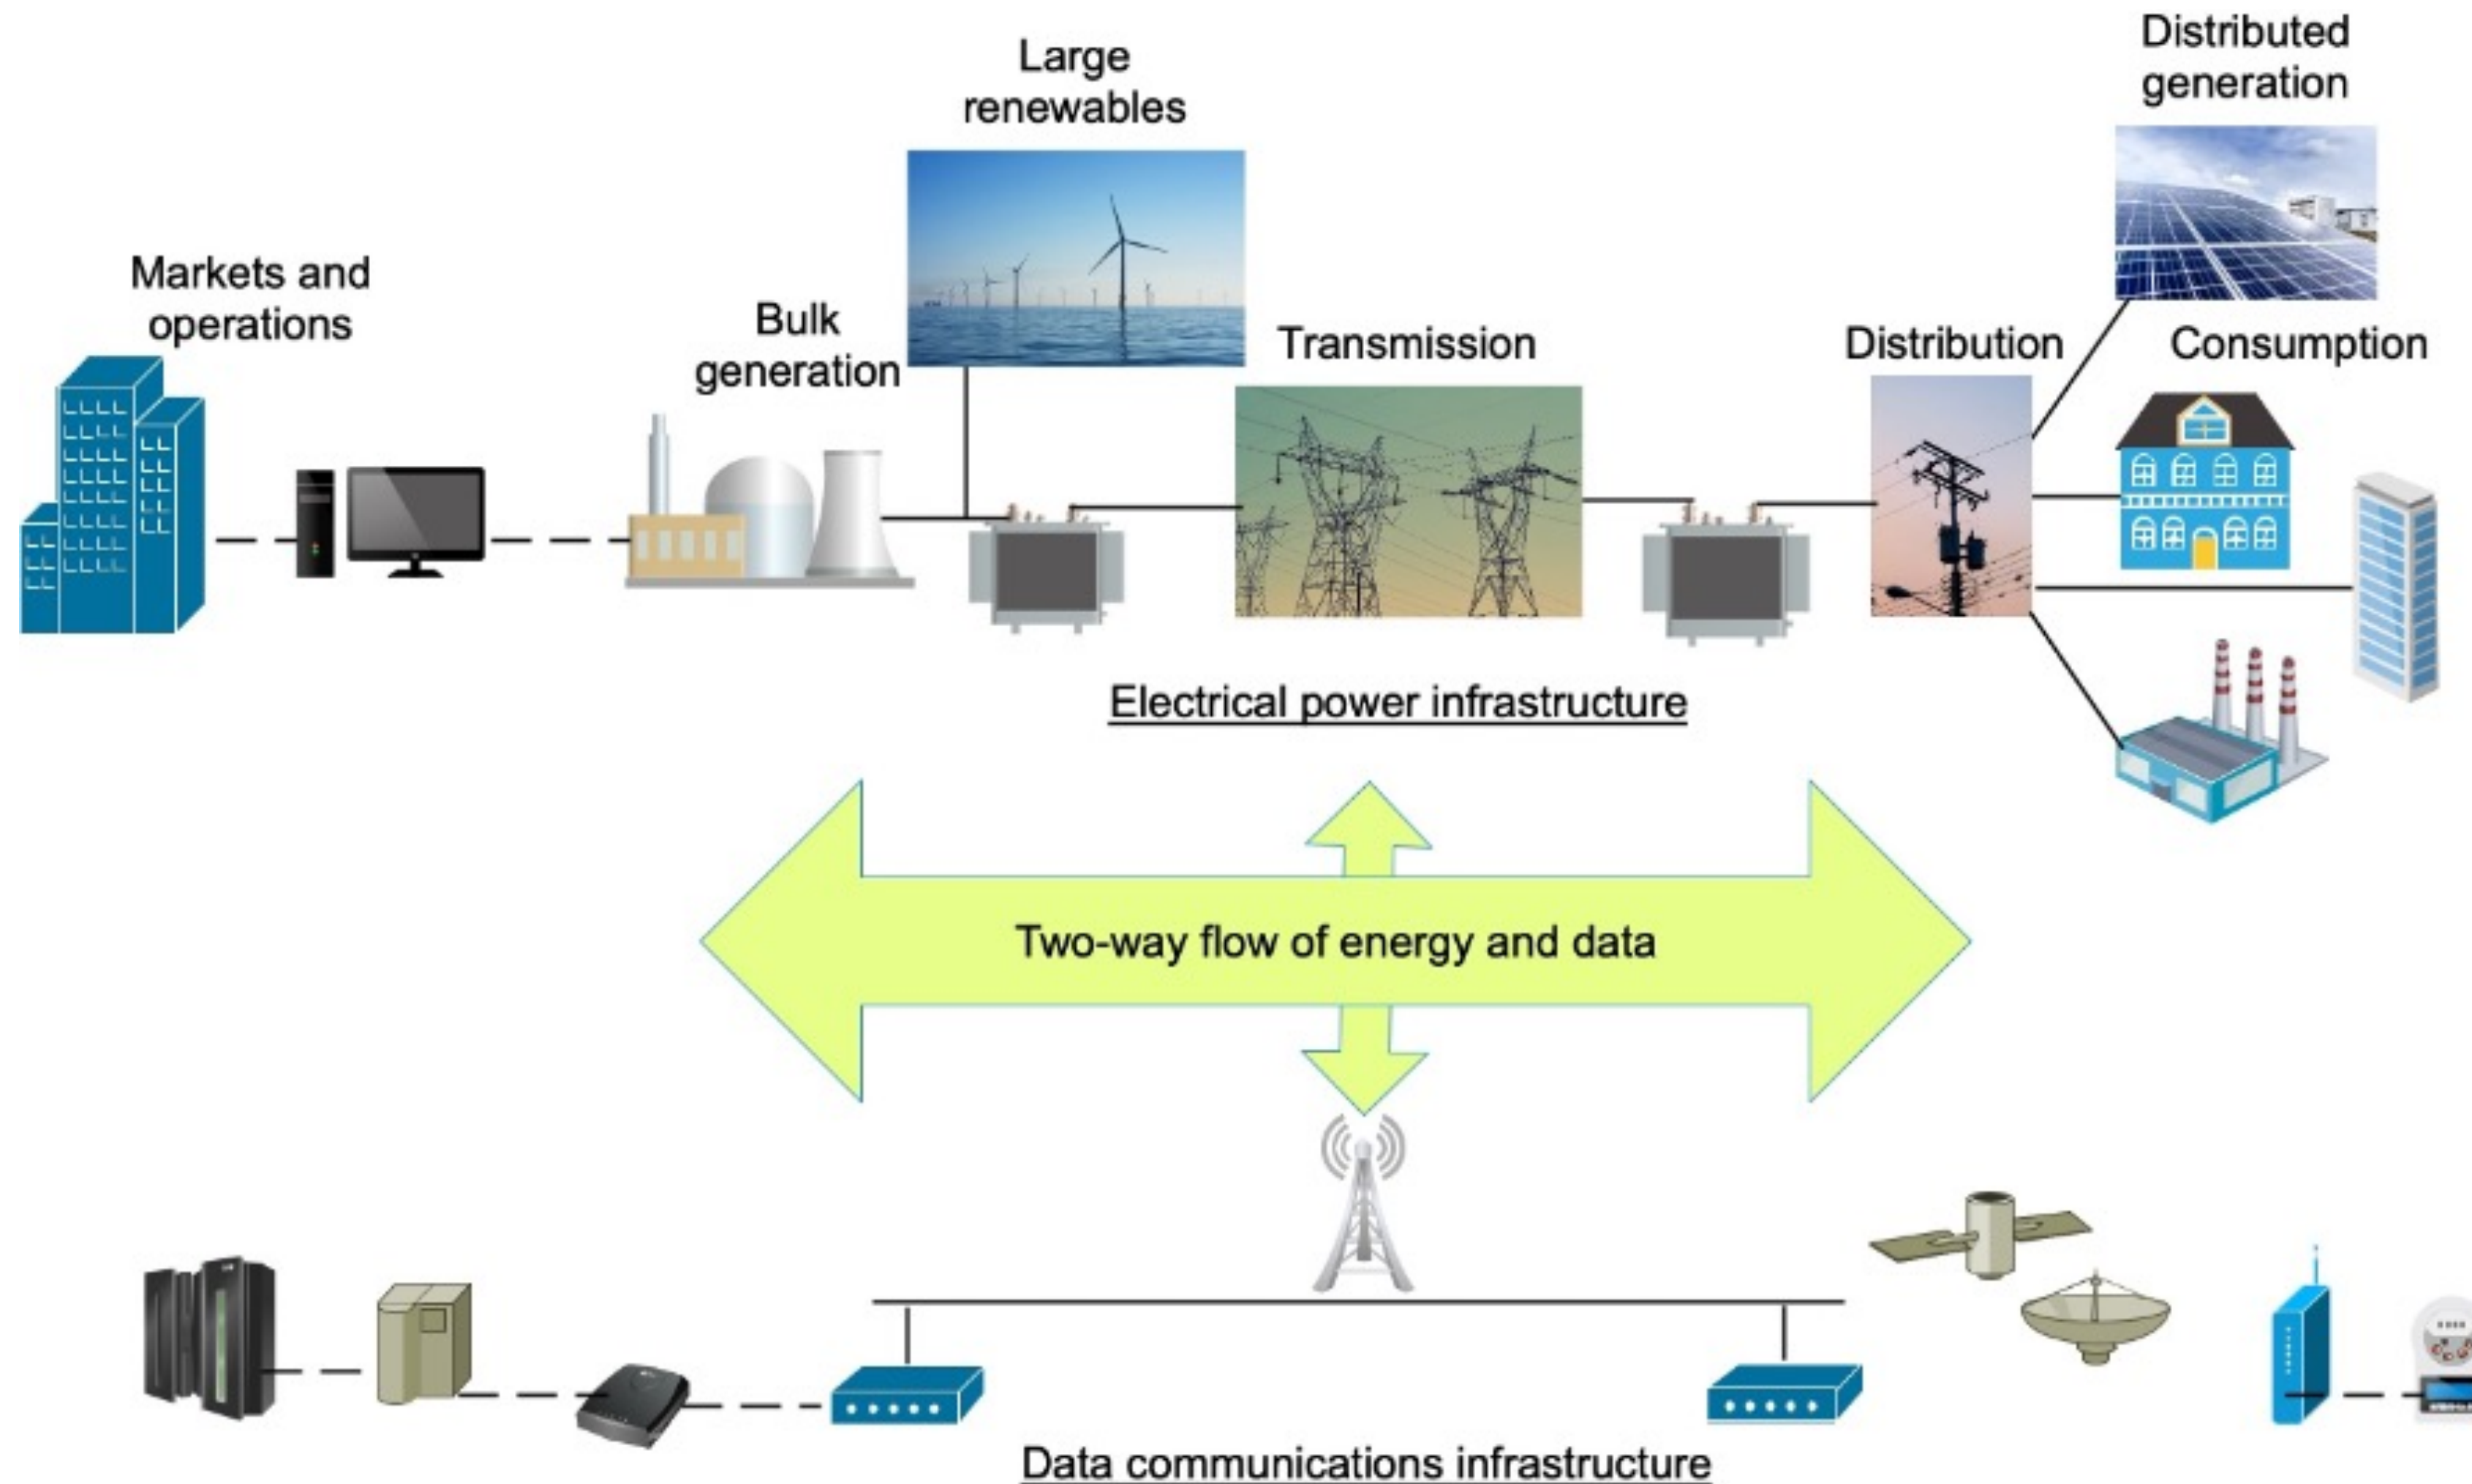 Large
renewables
Distributed
generation
Markets and
operations
Bulk
generation
Transmission
Distribution
Consumption
Electrical power infrastructure
Two-way flow of energy and data
Data communications infrastructure